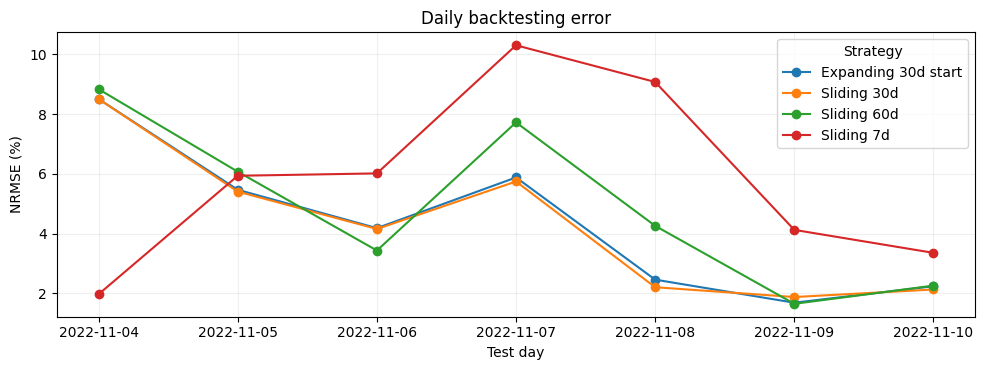 Daily backtesting error
NRMSE (%)
10
8
6
4
2
Strategy
Expanding 30d start
Sliding 30d
Sliding 60d
Sliding 7d
2022-11-04 2022-11-05 2022-11-06 2022-11-07 2022-11-08 2022-11-09 2022-11-10
Test day